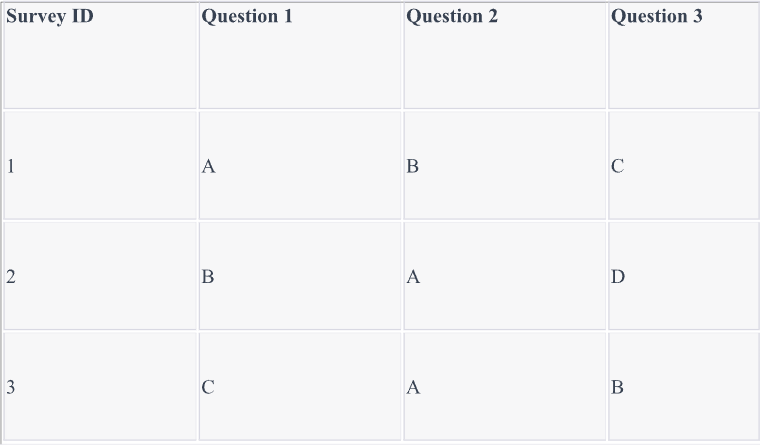 Survey ID Question 1 Question 2 Question 3
1 A B C
2 B A D
3 C A B